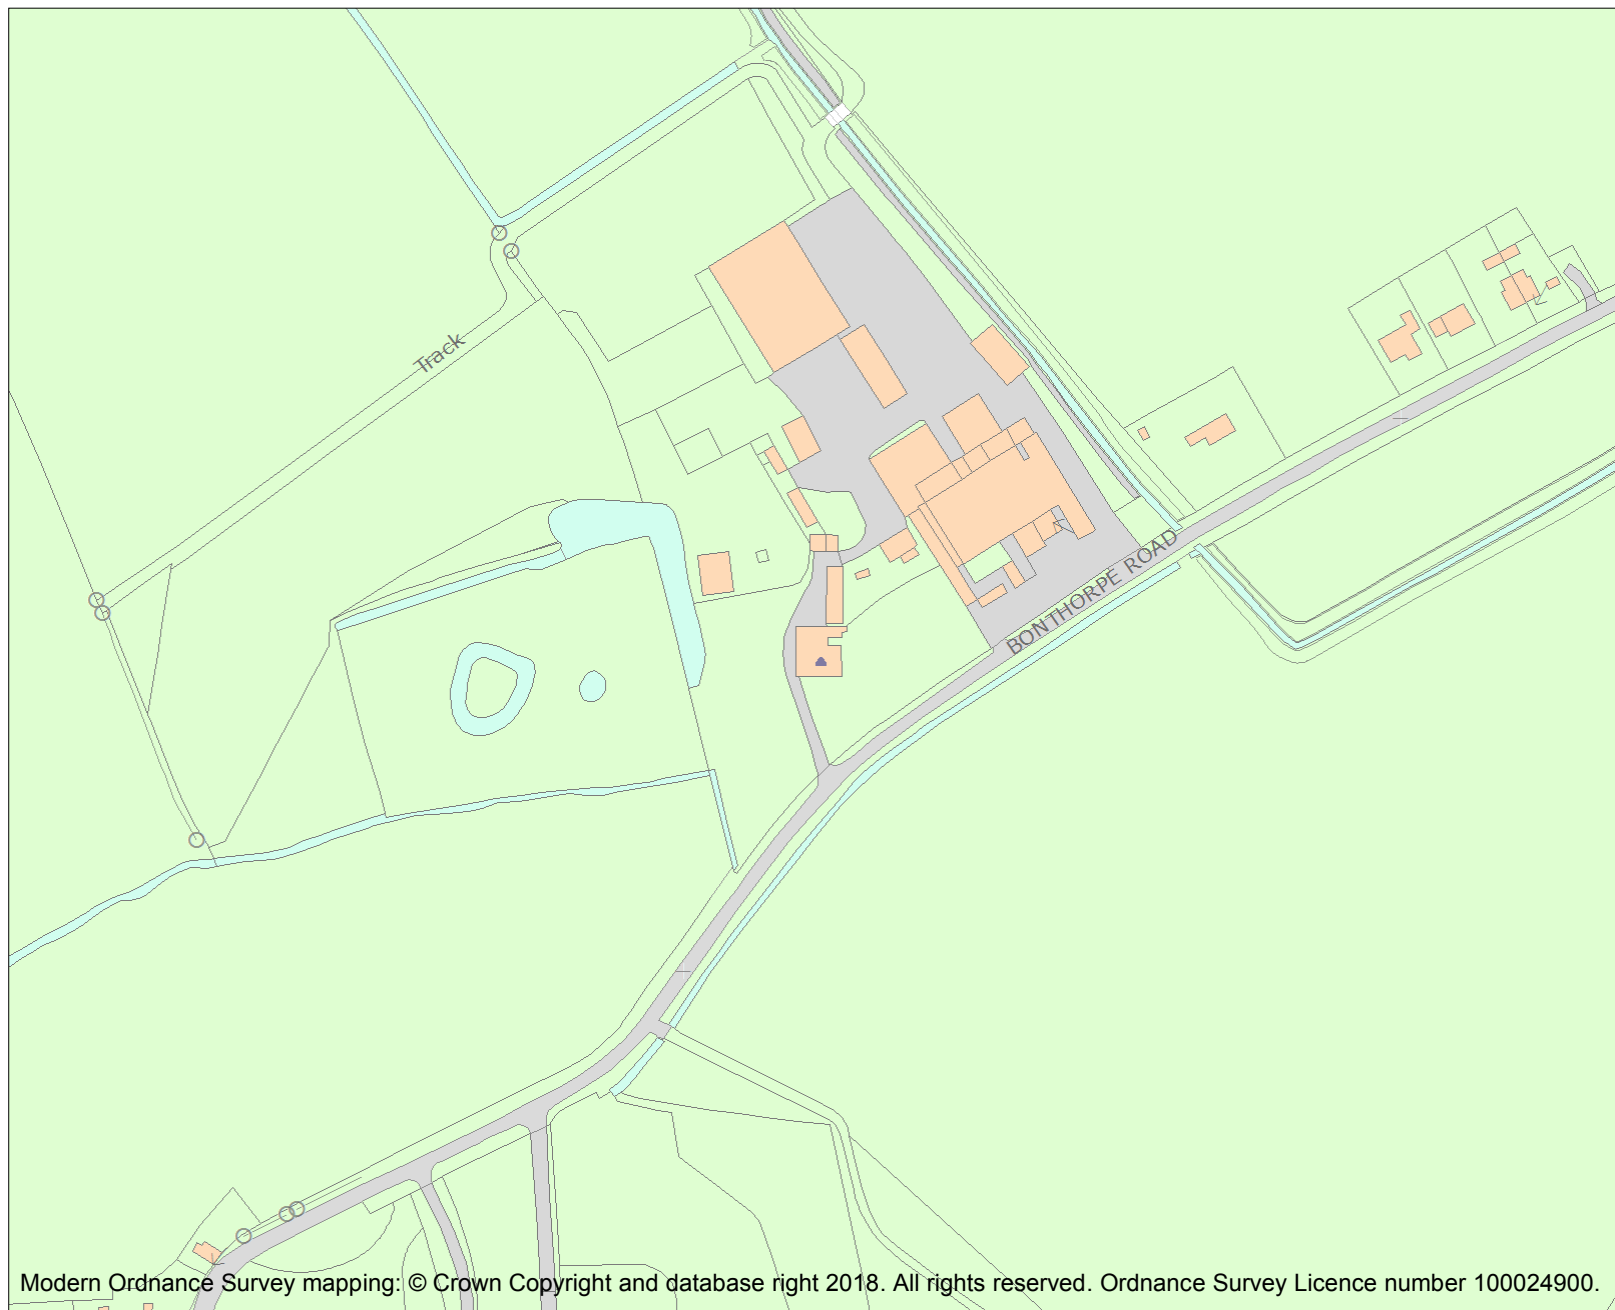 Track
BONTHORPE ROAD
Modern Ordnance Survey mapping: © Crown Copyright and database right 2018. All rights reserved. Ordnance Survey Licence number 100024900.